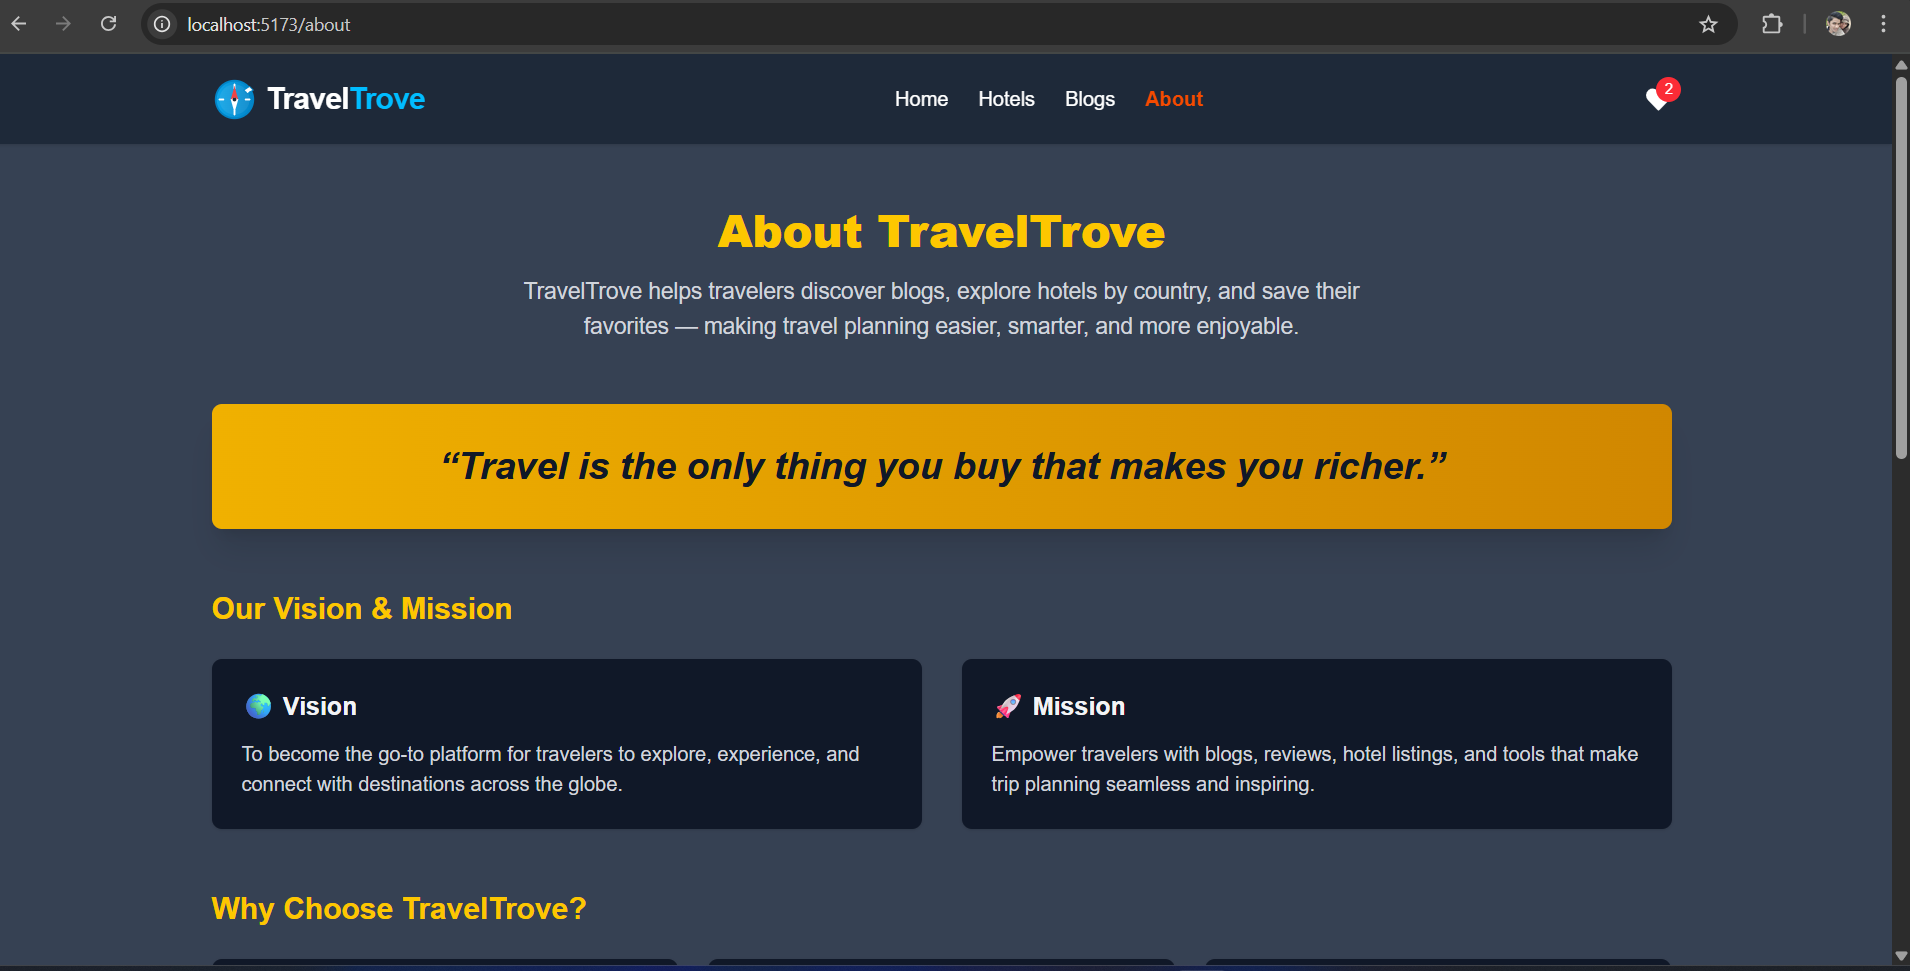 localhost:5173/about
TravelTrove
Home Hotels Blogs About
2
About TravelTrove
TravelTrove helps travelers discover blogs, explore hotels by country, and save their
favorites — making travel planning easier, smarter, and more enjoyable.
“Travel is the only thing you buy that makes you richer.”
Our Vision & Mission
Vision
To become the go-to platform for travelers to explore, experience, and
connect with destinations across the globe.
Mission
Empower travelers with blogs, reviews, hotel listings, and tools that make
trip planning seamless and inspiring.
Why Choose TravelTrove?